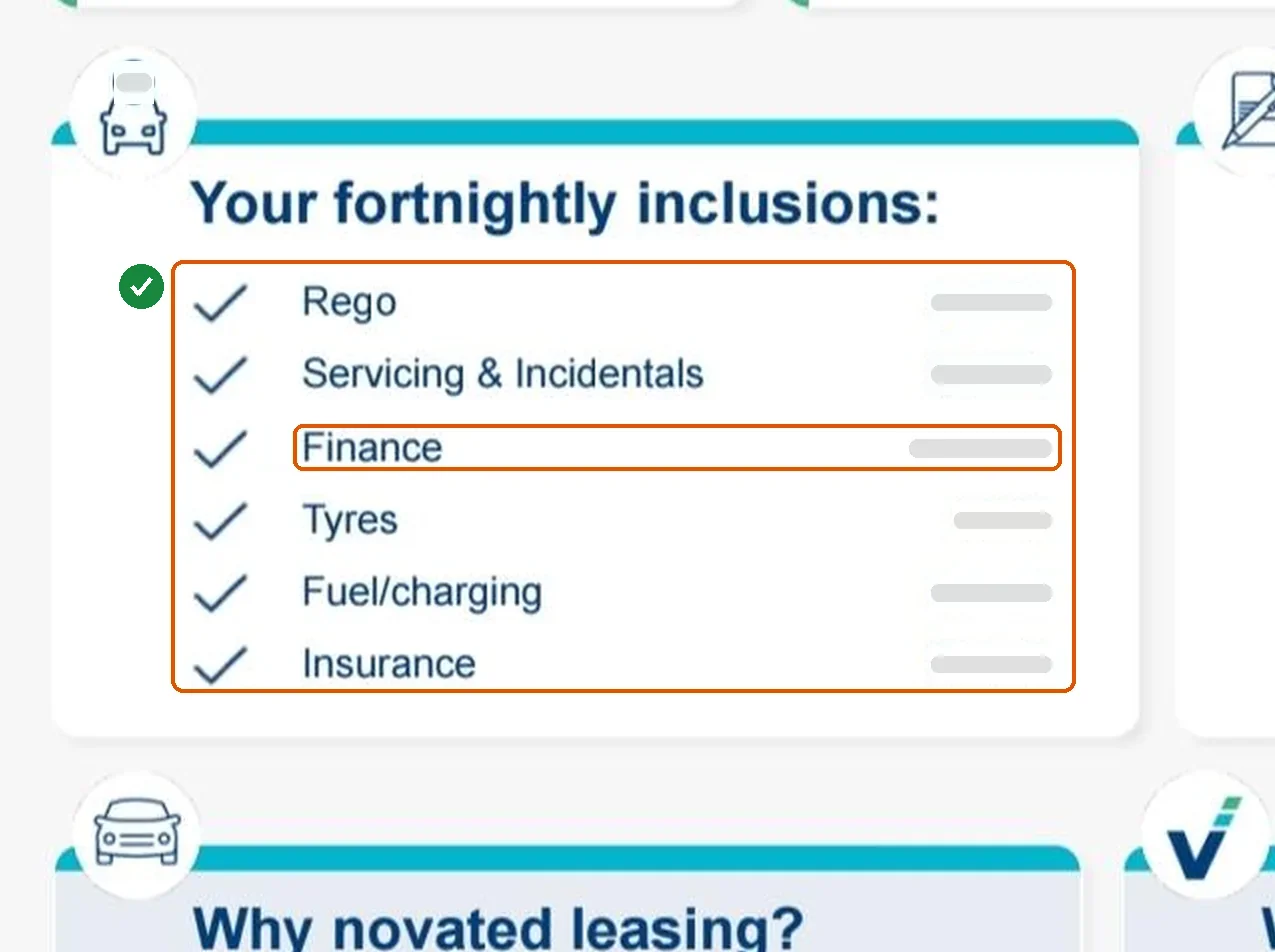 Your fortnightly inclusions:
Rego
Servicing & Incidentals
Finance
Tyres
Fuel/charging
Insurance
Why novated leasing?